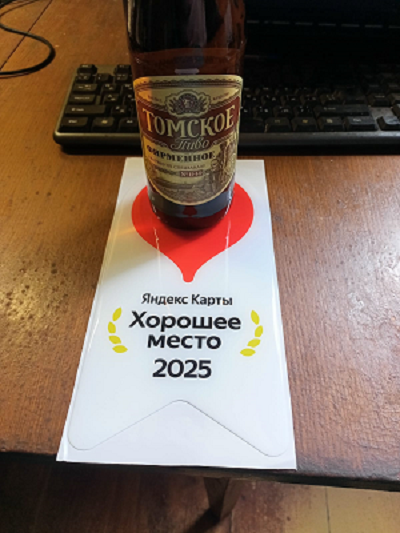 ТОМСКОЕ
Пиво
ФИРМЕННОЕ
Яндекс Карты
Хорошее
место
2025